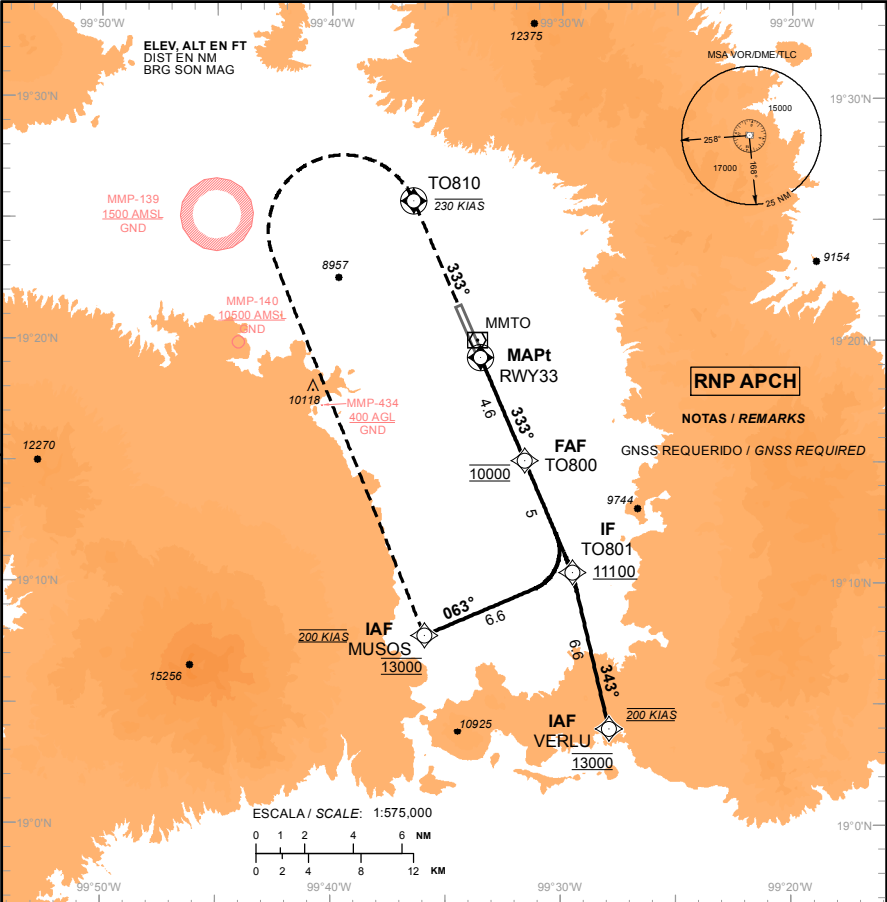 99°50'W
99°40'W
99°30'W
99°20'W
12375
ELEV, ALT EN FT
DIST EN NM
BRG SON MAG
MSA VOR/DME/TLC
15000
258°
17000
168°
25 NM
19°30'N
19°30'N
TO810
230 KIAS
MMP-139
1500 AMSL
GND
8957
9154
333°
MMP-140
10500 AMSL
GND
MMTO
19°20'N
19°20'N
MAPt
RWY33
RNP APCH
10118
MMP-434
400 AGL
GND
4.6
333°
NOTAS / REMARKS
12270
FAF
TO800
10000
GNSS REQUERIDO / GNSS REQUIRED
9744
5
IF
TO801
11100
19°10'N
19°10'N
063°
6.6
200 KIAS
IAF
MUSOS
13000
6.6
343°
15256
10925
IAF
VERLU
200 KIAS
13000
ESCALA / SCALE: 1:575,000
19°0'N
19°0'N
0 1 2 4 6 NM
0 2 4 8 12 KM
99°50'W
99°40'W
99°30'W
99°20'W